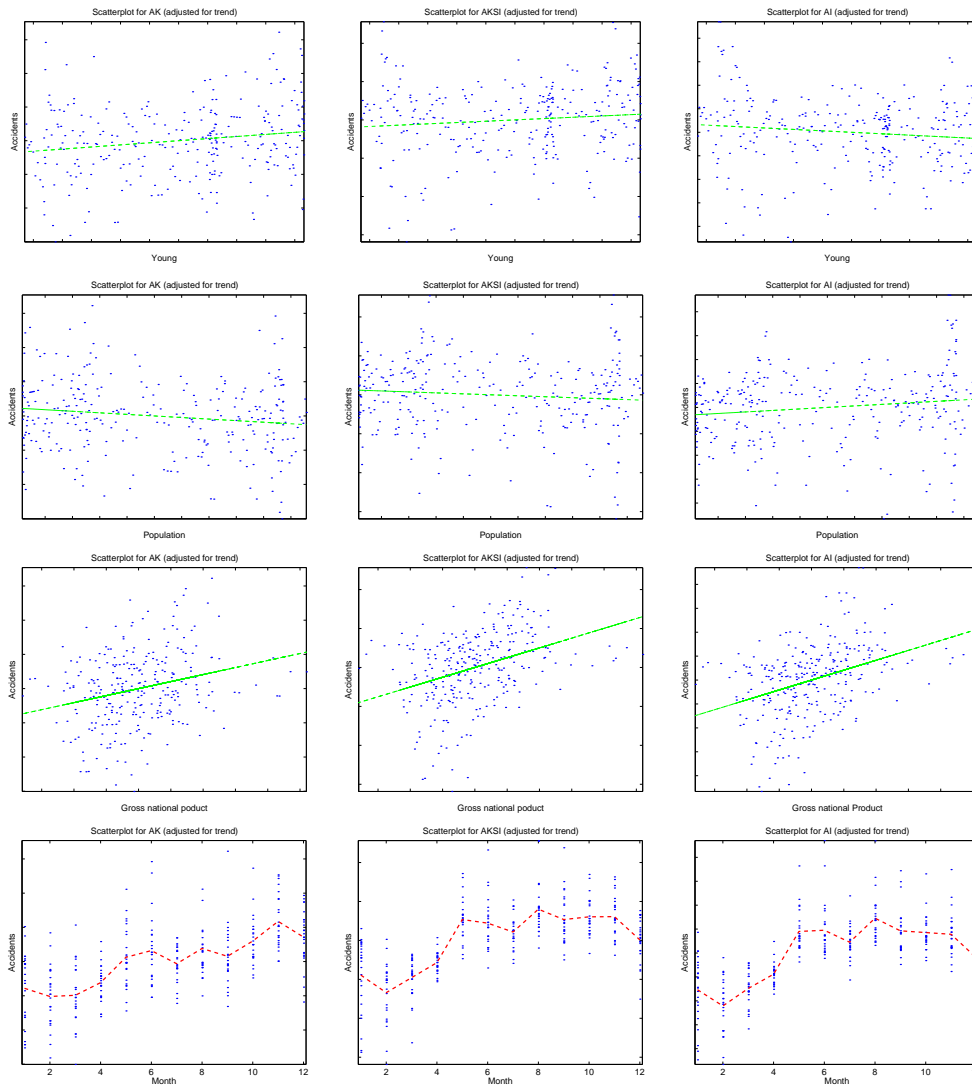 Scatterplot for AK (adjusted for trend)
Scatterplot for AKSI (adjusted for trend)
Scatterplot for AI (adjusted for trend)
Accidents
Accidents
Accidents
Young
Young
Young
Scatterplot for AK (adjusted for trend)
Scatterplot for AKSI (adjusted for trend)
Scatterplot for AI (adjusted for trend)
Accidents
Accidents
Accidents
Population
Population
Population
Scatterplot for AK (adjusted for trend)
Scatterplot for AKSI (adjusted for trend)
Scatterplot for AI (adjusted for trend)
Accidents
Accidents
Accidents
Gross national poduct
Gross national poduct
Gross national Product
Scatterplot for AK (adjusted for trend)
Scatterplot for AKSI (adjusted for trend)
Scatterplot for AI (adjusted for trend)
Accidents
Accidents
Accidents
2 4 6 8 10 12
2 4 6 8 10 12
2 4 6 8 10
Month
Month
Month